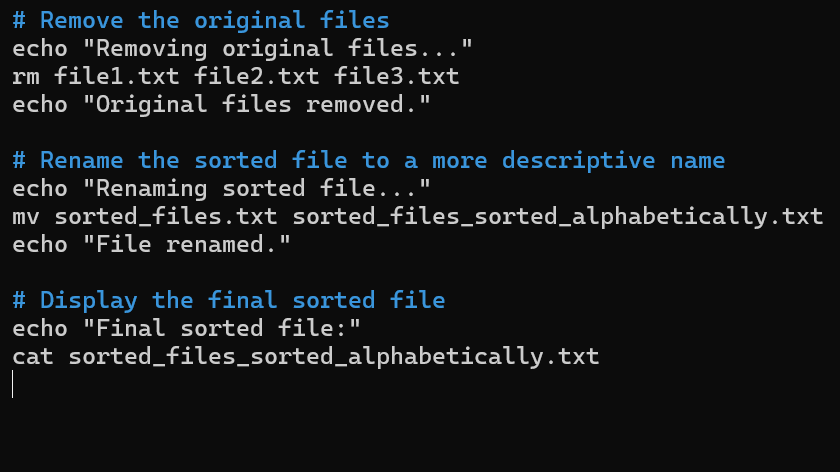 # Remove the original files
echo "Removing original files..."
rm file1.txt file2.txt file3.txt
echo "Original files removed."
# Rename the sorted file to a more descriptive name
echo "Renaming sorted file..."
mv sorted_files.txt sorted_files_sorted_alphabetically.txt
echo "File renamed."
# Display the final sorted file
echo "Final sorted file:"
cat sorted_files_sorted_alphabetically.txt